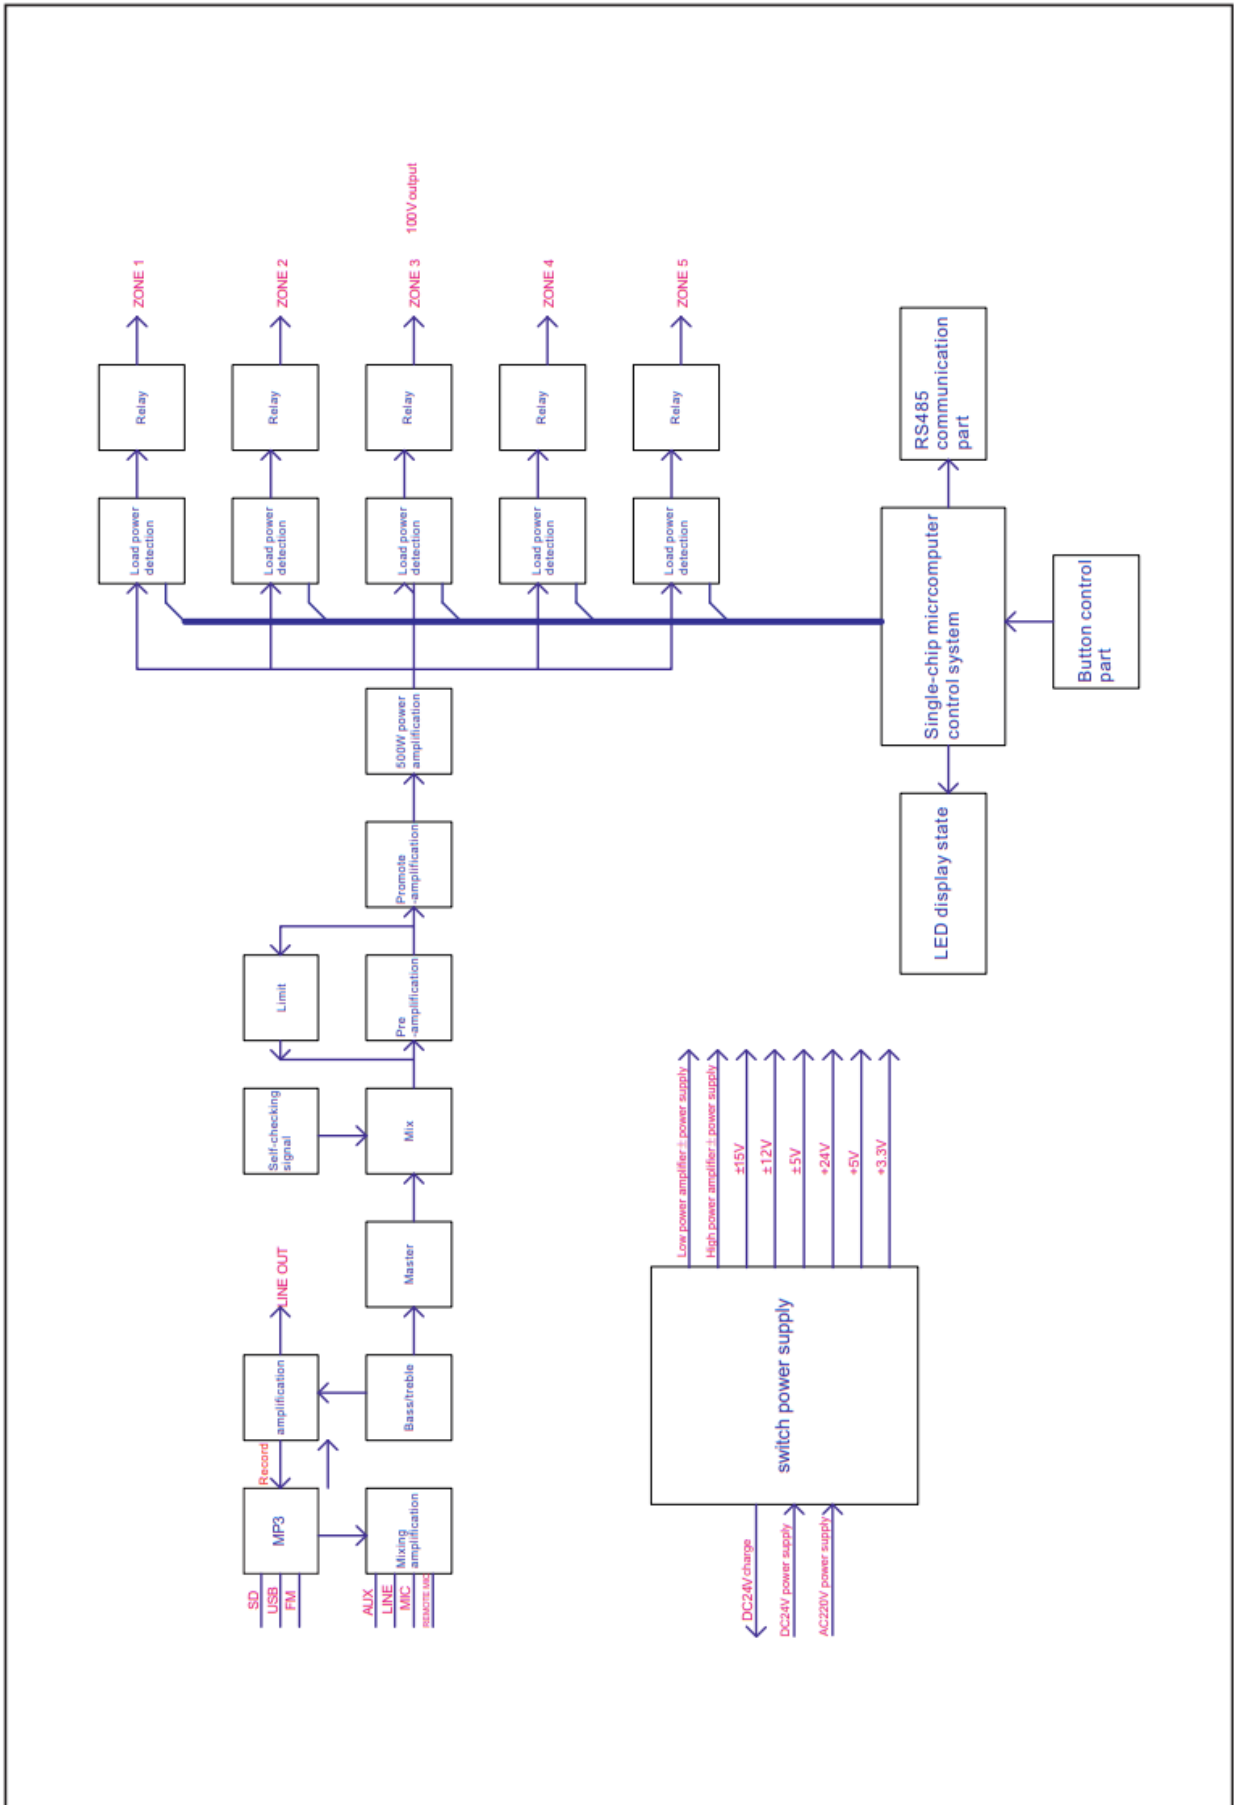 ZONE 1
ZONE 2
ZONE 3
100V output
ZONE 4
ZONE 5
Relay
Relay
Relay
Relay
Relay
Load power
detection
Load power
detection
Load power
detection
Load power
detection
Load power
detection
SD
USB
FM
MP3
Record
amplification
LINE OUT
Self-checking
signal
Limit
AUX
LINE
MIC
REMOTE MIC
Mixing
amplification
Bass/treble
Master
Mix
Pre
-amplification
Promote
-amplification
500W power
amplification
DC24V charge
DC24V power supply
AC220V power supply
switch power supply
Low power amplifier ± power supply
High power amplifier ± power supply
±15V
±12V
±5V
+24V
+5V
+3.3V
LED display state
Single-chip micrcomputer
control system
RS485
communication
part
Button control
part